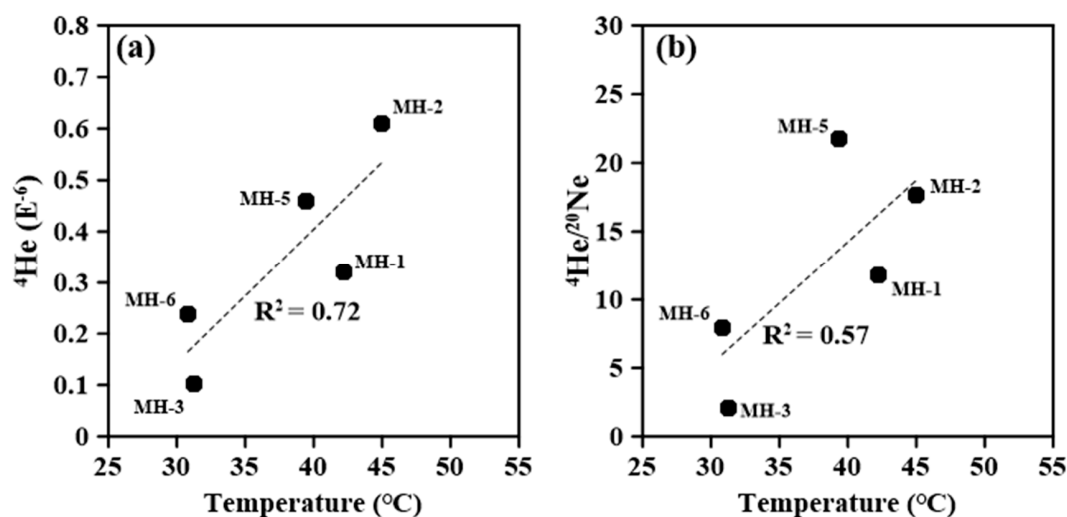 (a)
⁴He (E⁻⁶)
0.8
0.7
0.6
0.5
0.4
0.3
0.2
0.1
0
MH-2
MH-5
MH-1
MH-6
R² = 0.72
MH-3
25 30 35 40 45 50 55
Temperature (°C)
(b)
⁴He/²⁰Ne
30
25
20
15
10
5
0
MH-5
MH-2
MH-1
MH-6
R² = 0.57
MH-3
25 30 35 40 45 50 55
Temperature (°C)